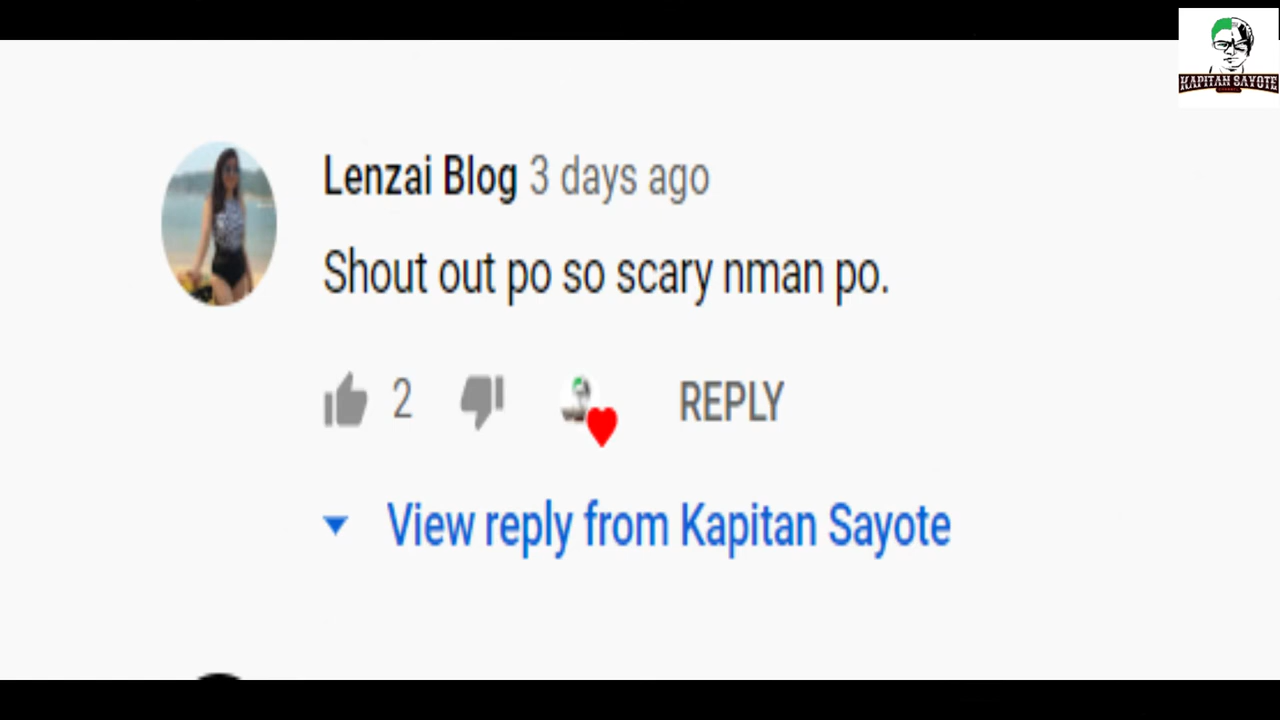 KAPITAN SAYOTE
Lenzai Blog 3 days ago
Shout out po so scary nman po.
2 REPLY
View reply from Kapitan Sayote